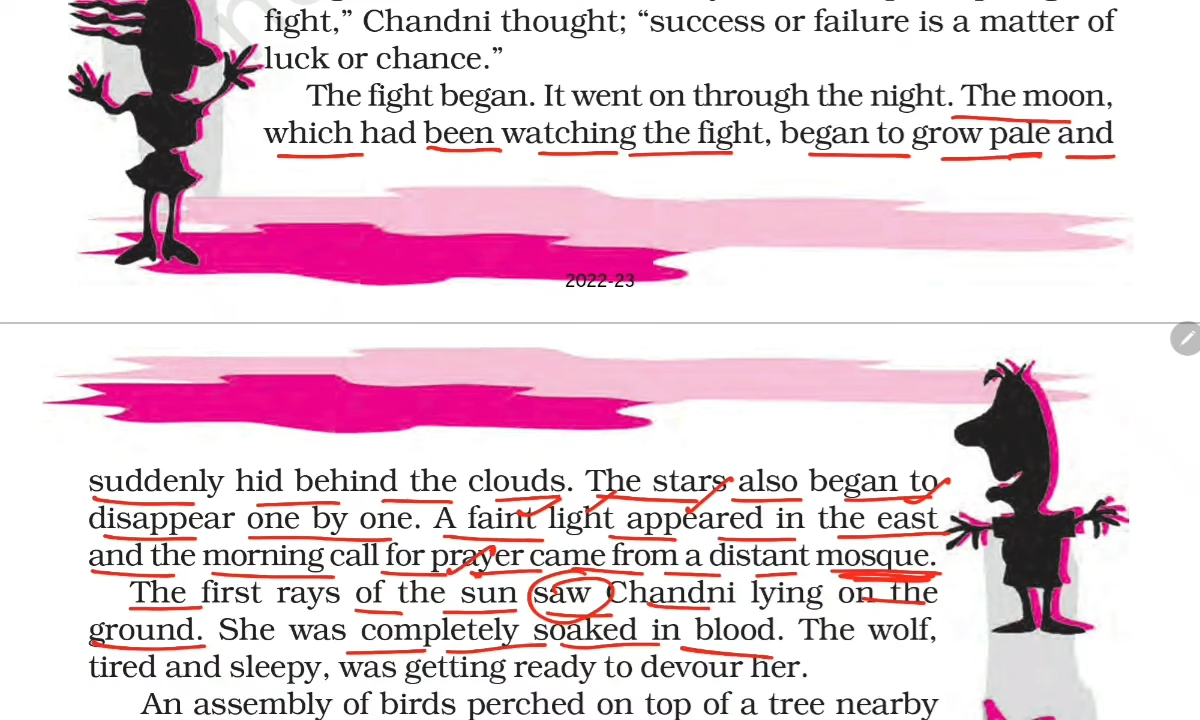 fight,” Chandni thought; “success or failure is a matter of
luck or chance.”
The fight began. It went on through the night. The moon,
which had been watching the fight, began to grow pale and
2022-23
suddenly hid behind the clouds. The stars also began to
disappear one by one. A faint light appeared in the east
and the morning call for prayer came from a distant mosque.
The first rays of the sun saw Chandni lying on the
ground. She was completely soaked in blood. The wolf,
tired and sleepy, was getting ready to devour her.
An assembly of birds perched on top of a tree nearby